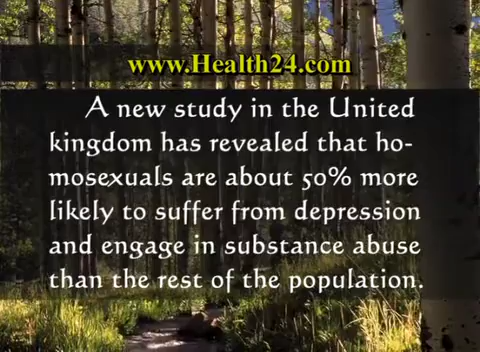 www.Health24.com
A new study in the United
kingdom has revealed that ho-
mosexuals are about 50% more
likely to suffer from depression
and engage in substance abuse
than the rest of the population.